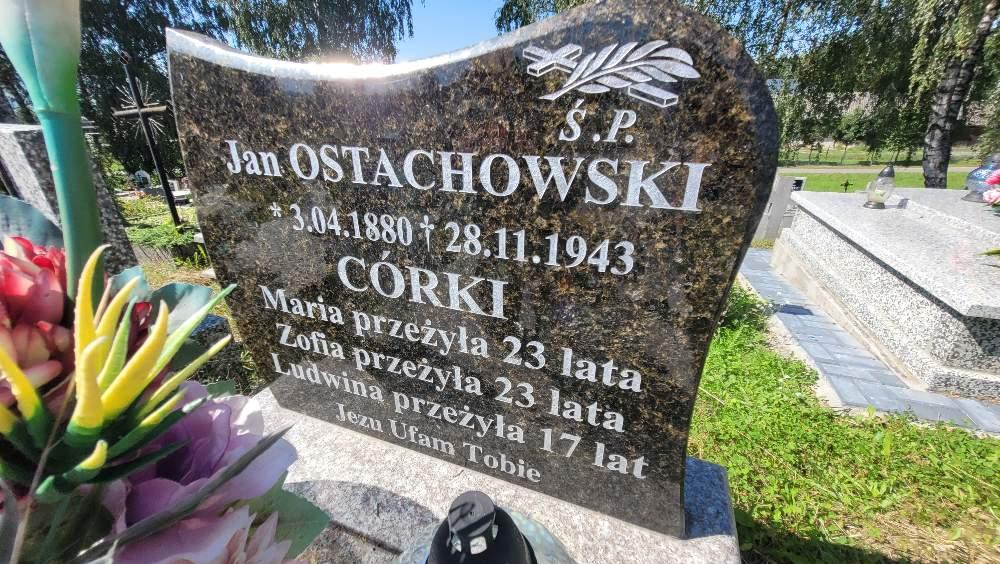 Ś.P.
Jan OSTACHOWSKI
* 3.04.1880 † 28.11.1943
CÓRKI
Maria przeżyła 23 lata
Zofia przeżyła 23 lata
Ludwina przeżyła 17 lat
Jezu Ufam Tobie